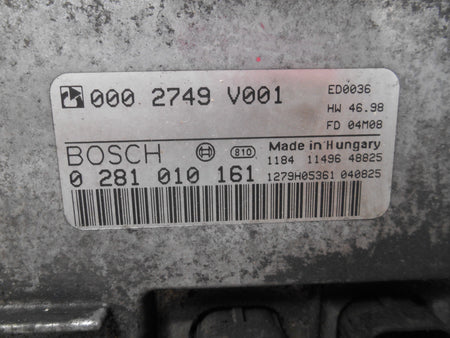 000 2749 V001
ED0036
HW 46.98
FD 04M08
BOSCH
810
Made in Hungary
1184 11496 48825
0 281 010 161
1279H05361 040825